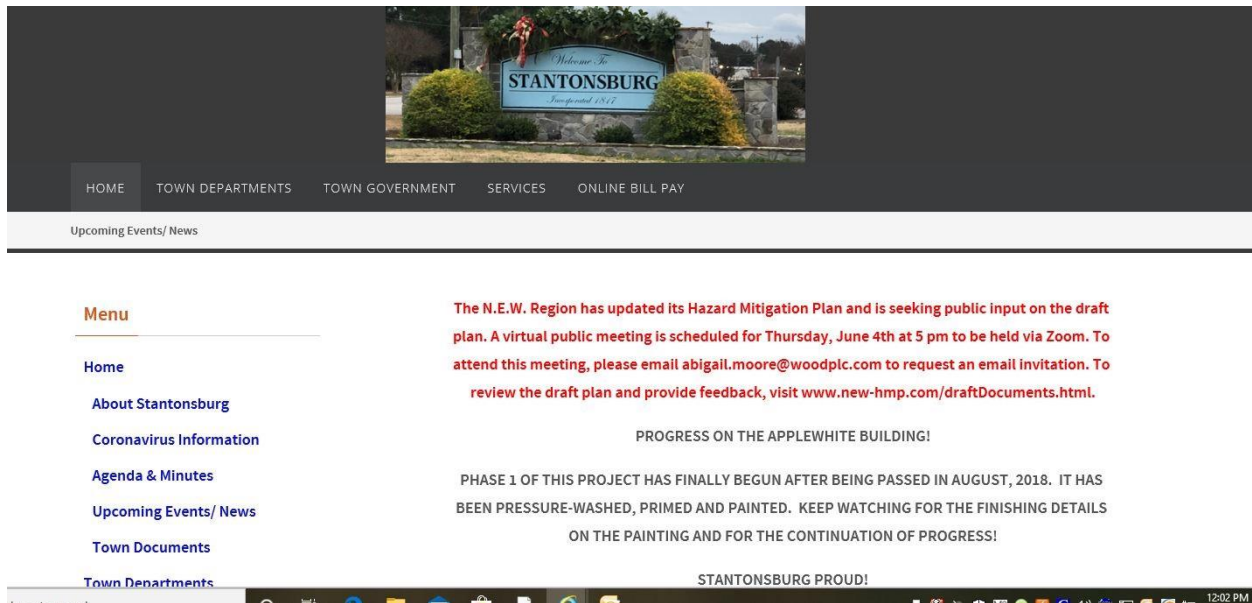 Welcome To
STANTONSBURG
Incorporated 1817
HOME TOWN DEPARTMENTS TOWN GOVERNMENT SERVICES ONLINE BILL PAY
Upcoming Events/ News
Menu
Home
About Stantonsburg
Coronavirus Information
Agenda & Minutes
Upcoming Events/ News
Town Documents
Town Departments
The N.E.W. Region has updated its Hazard Mitigation Plan and is seeking public input on the draft
plan. A virtual public meeting is scheduled for Thursday, June 4th at 5 pm to be held via Zoom. To
attend this meeting, please email abigail.moore@woodplc.com to request an email invitation. To
review the draft plan and provide feedback, visit www.new-hmp.com/draftDocuments.html.
PROGRESS ON THE APPLEWHITE BUILDING!
PHASE 1 OF THIS PROJECT HAS FINALLY BEGUN AFTER BEING PASSED IN AUGUST, 2018. IT HAS
BEEN PRESSURE-WASHED, PRIMED AND PAINTED. KEEP WATCHING FOR THE FINISHING DETAILS
ON THE PAINTING AND FOR THE CONTINUATION OF PROGRESS!
STANTONSBURG PROUD!
12:02 PM